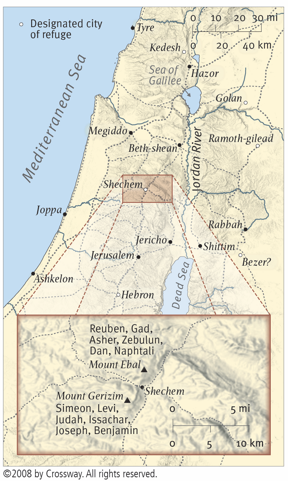 Designated city
of refuge
0 10 20 30 mi
0 20 40 km
Tyre
Kedesh
Sea of
Galilee
Hazor
Golan
Mediterranean Sea
Megiddo
Beth-shean
Ramoth-gilead
Jordan River
Shechem
Joppa
Rabbah
Jericho
Shittim
Jerusalem
Bezer?
Ashkelon
Dead Sea
Hebron
Reuben, Gad,
Asher, Zebulun,
Dan, Naphtali
Mount Ebal
Shechem
Mount Gerizim
Simeon, Levi,
Judah, Issachar,
Joseph, Benjamin
0 5 mi
0 5 10 km
©2008 by Crossway. All rights reserved.